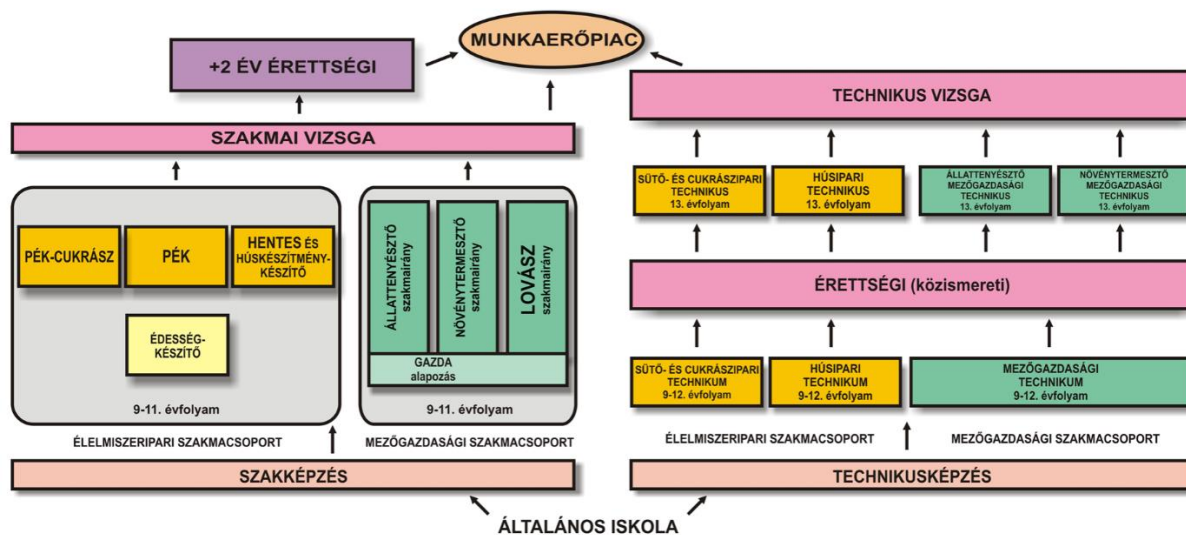 MUNKAERŐPIAC
+2 ÉV ÉRETTSÉGI
SZAKMAI VIZSGA
PÉK-CUKRÁSZ
PÉK
HENTES ÉS
HÚSKÉSZÍTMÉNY-
KÉSZÍTŐ
ÉDESSÉG-
KÉSZÍTŐ
9-11. évfolyam
ÁLLATTENYÉSZTŐ
szakmairány
NÖVÉNYTERMESZTŐ
szakmairány
LOVÁSZ
szakmairány
GAZDA
alapozás
9-11. évfolyam
ÉLELMISZERIPARI SZAKMACSOPORT
MEZŐGAZDASÁGI SZAKMACSOPORT
SZAKKÉPZÉS
TECHNIKUS VIZSGA
SÜTŐ- ÉS CUKRÁSZIPARI
TECHNIKUS
13. évfolyam
HÚSIPARI
TECHNIKUS
13. évfolyam
ÁLLATTENYÉSZTŐ
MEZŐGAZDASÁGI
TECHNIKUS
13. évfolyam
NÖVÉNYTERMESZTŐ
MEZŐGAZDASÁGI
TECHNIKUS
13. évfolyam
ÉRETTSÉGI (közismereti)
SÜTŐ- ÉS CUKRÁSZIPARI
TECHNIKUM
9-12. évfolyam
HÚSIPARI
TECHNIKUM
9-12. évfolyam
MEZŐGAZDASÁGI
TECHNIKUM
9-12. évfolyam
ÉLELMISZERIPARI SZAKMACSOPORT
MEZŐGAZDASÁGI SZAKMACSOPORT
TECHNIKUSKÉPZÉS
ÁLTALÁNOS ISKOLA